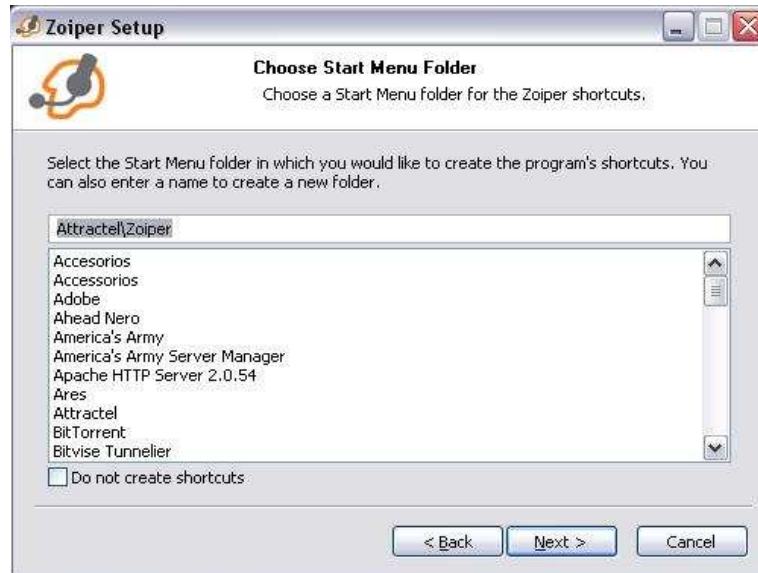 Zoiper Setup
Choose Start Menu Folder
Choose a Start Menu folder for the Zoiper shortcuts.
Select the Start Menu folder in which you would like to create the program's shortcuts. You
can also enter a name to create a new folder.
Attractel\Zoiper
Accesorios
Accessorios
Adobe
Ahead Nero
America's Army
America's Army Server Manager
Apache HTTP Server 2.0.54
Ares
Attractel
BitTorrent
Bitvise Tunnelier
Do not create shortcuts
< Back
Next >
Cancel